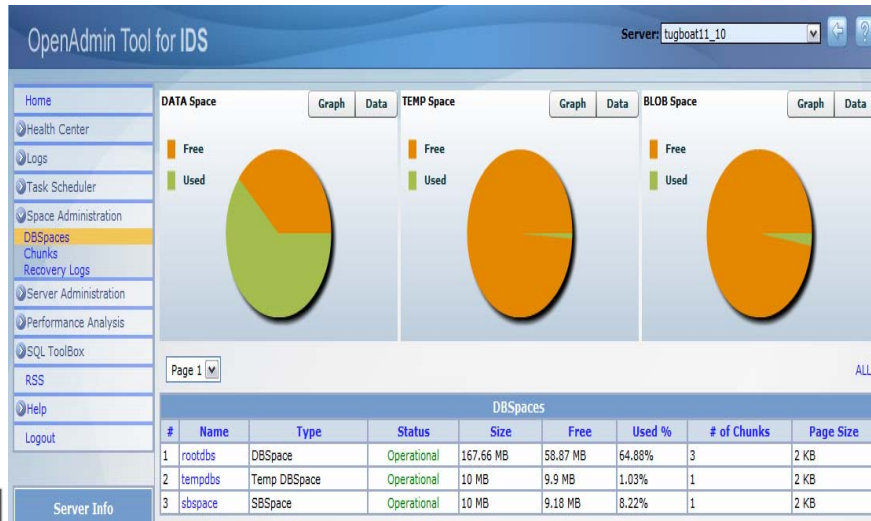 OpenAdmin Tool for IDS
Server: tugboat11_10
Home
Health Center
Logs
Task Scheduler
Space Administration
DBSpaces
Chunks
Recovery Logs
Server Administration
Performance Analysis
SQL ToolBox
RSS
Help
Logout
Server Info
DATA Space Graph Data
Free
Used
TEMP Space Graph Data
Free
Used
BLOB Space Graph Data
Free
Used
Page 1
ALL
DBSpaces
# Name Type Status Size Free Used % # of Chunks Page Size
1 rootdbs DBSpace Operational 167.66 MB 58.87 MB 64.88% 3 2 KB
2 tempdbs Temp DBSpace Operational 10 MB 9.9 MB 1.03% 1 2 KB
3 sbspace SBSpace Operational 10 MB 9.18 MB 8.22% 1 2 KB